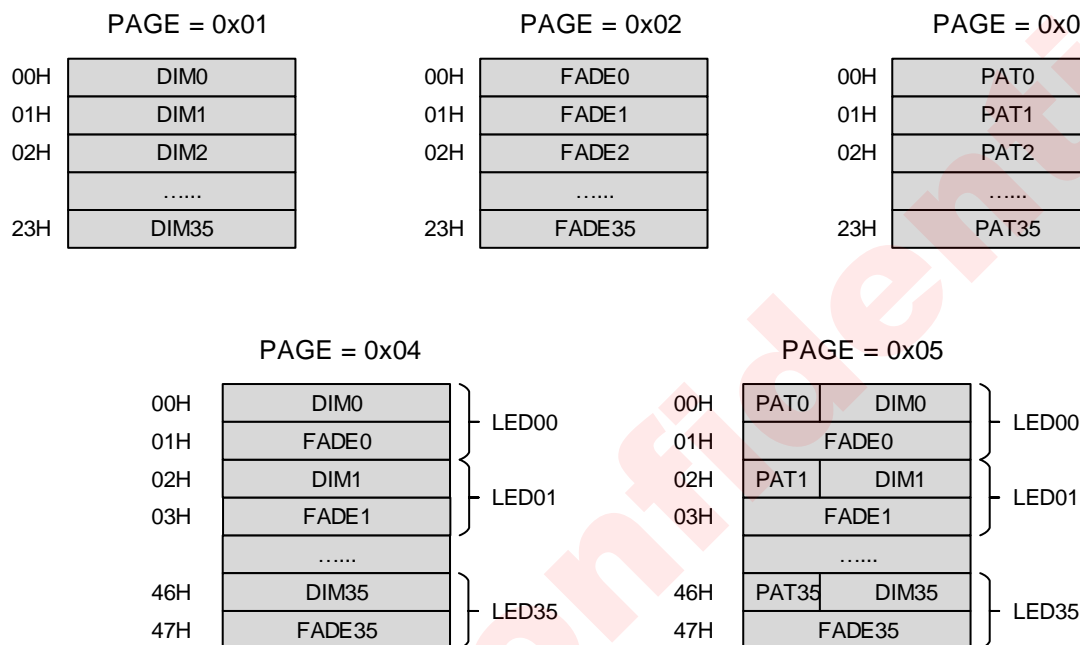 PAGE = 0x01 PAGE = 0x02 PAGE = 0x0
00H DIM0 00H FADE0 00H PAT0
01H DIM1 01H FADE1 01H PAT1
02H DIM2 02H FADE2 02H PAT2
…... …... …...
23H DIM35 23H FADE35 23H PAT35
PAGE = 0x04 PAGE = 0x05
00H DIM0 LED00 00H PAT0 DIM0 LED00
01H FADE0 01H FADE0
02H DIM1 LED01 02H PAT1 DIM1 LED01
03H FADE1 03H FADE1
…... …...
46H DIM35 LED35 46H PAT35 DIM35 LED35
47H FADE35 47H FADE35